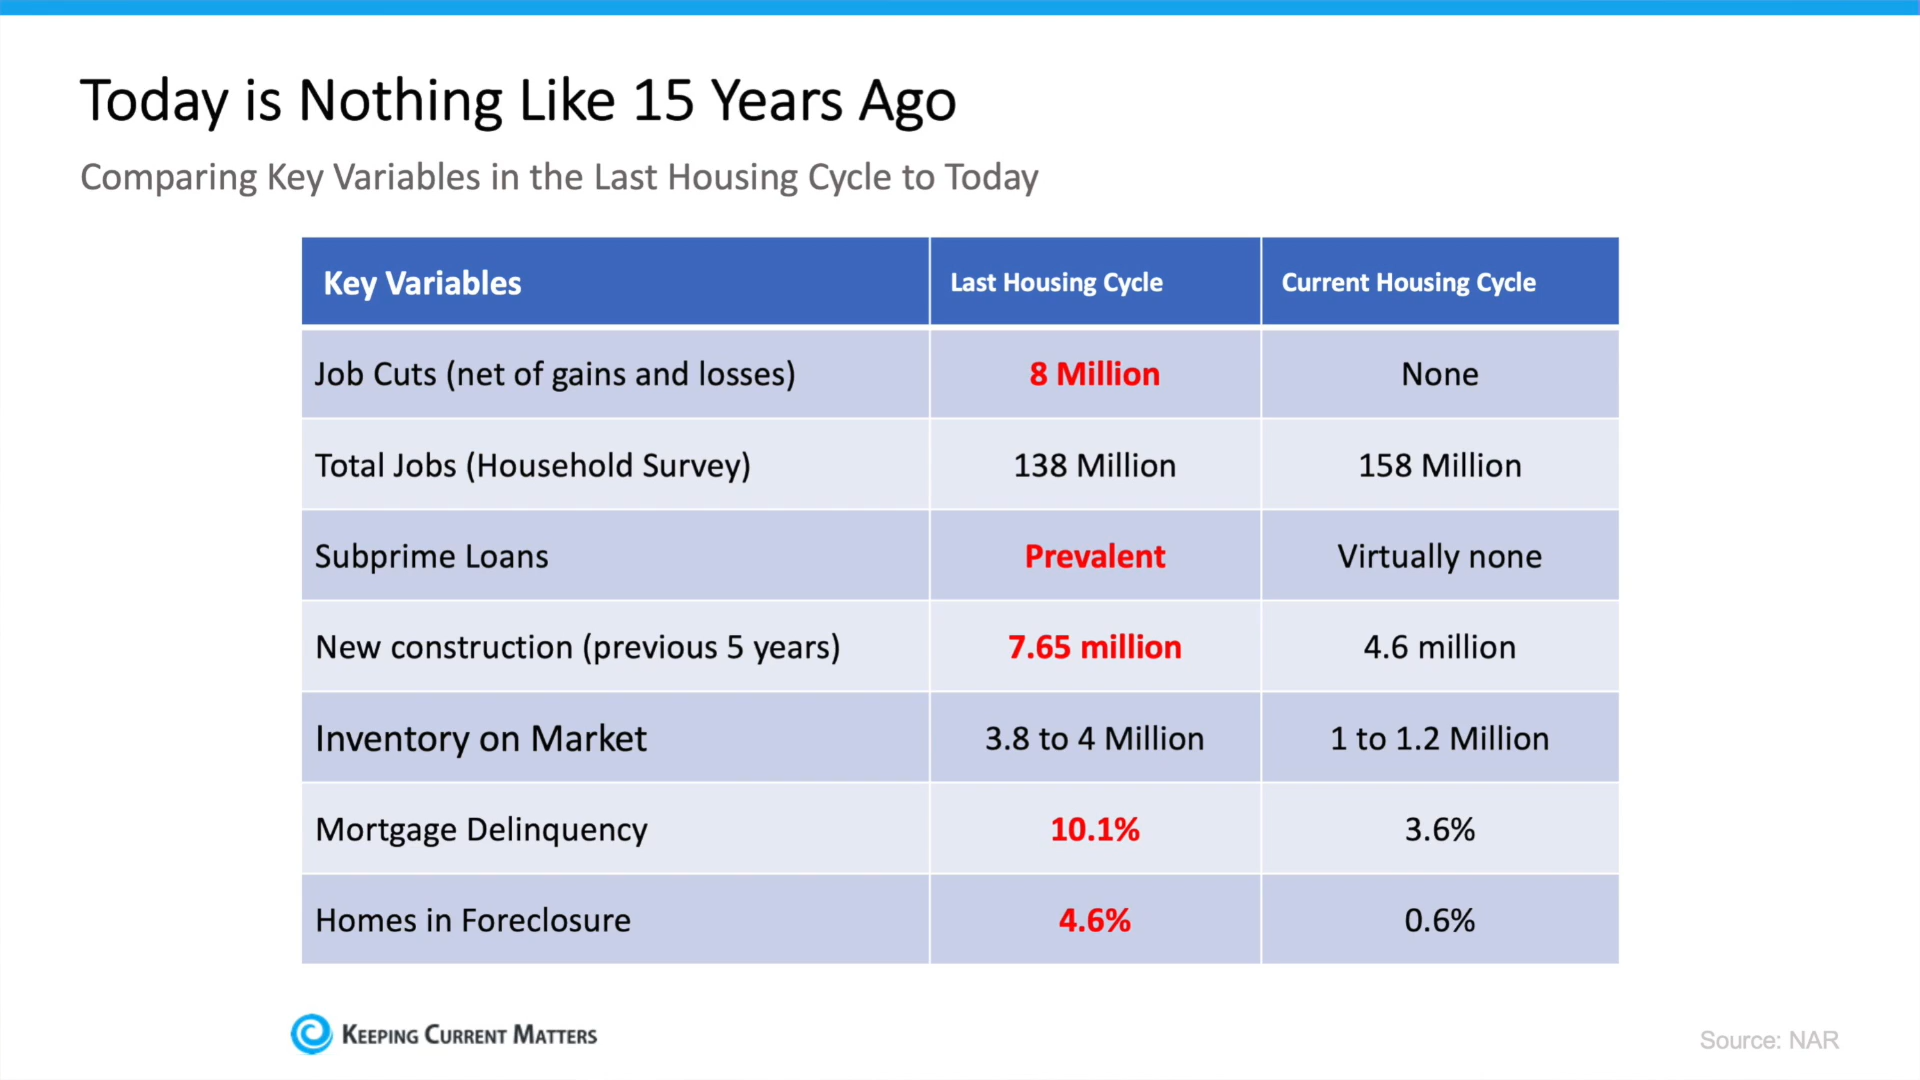 Today is Nothing Like 15 Years Ago
Comparing Key Variables in the Last Housing Cycle to Today
Key Variables Last Housing Cycle Current Housing Cycle
Job Cuts (net of gains and losses) 8 Million None
Total Jobs (Household Survey) 138 Million 158 Million
Subprime Loans Prevalent Virtually none
New construction (previous 5 years) 7.65 million 4.6 million
Inventory on Market 3.8 to 4 Million 1 to 1.2 Million
Mortgage Delinquency 10.1% 3.6%
Homes in Foreclosure 4.6% 0.6%
KEEPING CURRENT MATTERS
Source: NAR